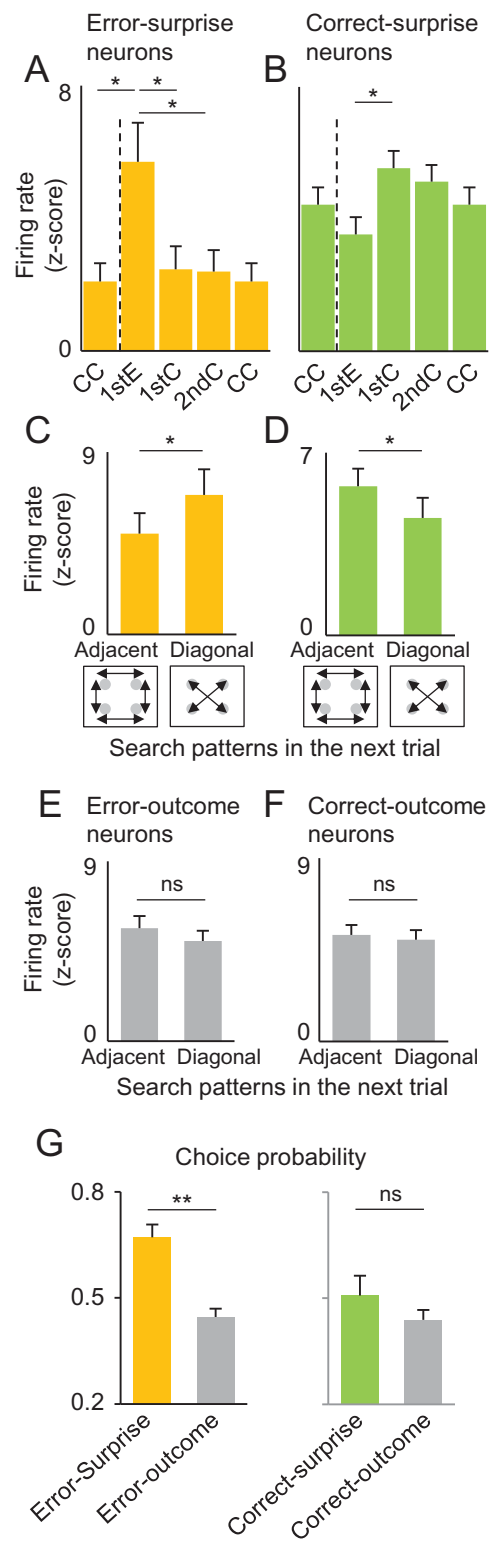 Error-surprise
neurons
Correct-surprise
neurons
A
B
8
0
Firing rate
(z-score)
*
*
*
*
CC
1stE
1stC
2ndC
CC
CC
1stE
1stC
2ndC
CC
C
D
9
0
7
0
Firing rate
(z-score)
*
*
Adjacent
Diagonal
Adjacent
Diagonal
Search patterns in the next trial
E
Error-outcome
neurons
F
Correct-outcome
neurons
9
0
9
0
Firing rate
(z-score)
ns
ns
Adjacent
Diagonal
Adjacent
Diagonal
Search patterns in the next trial
G
Choice probability
0.8
0.5
0.2
**
ns
Error-Surprise
Error-outcome
Correct-surprise
Correct-outcome